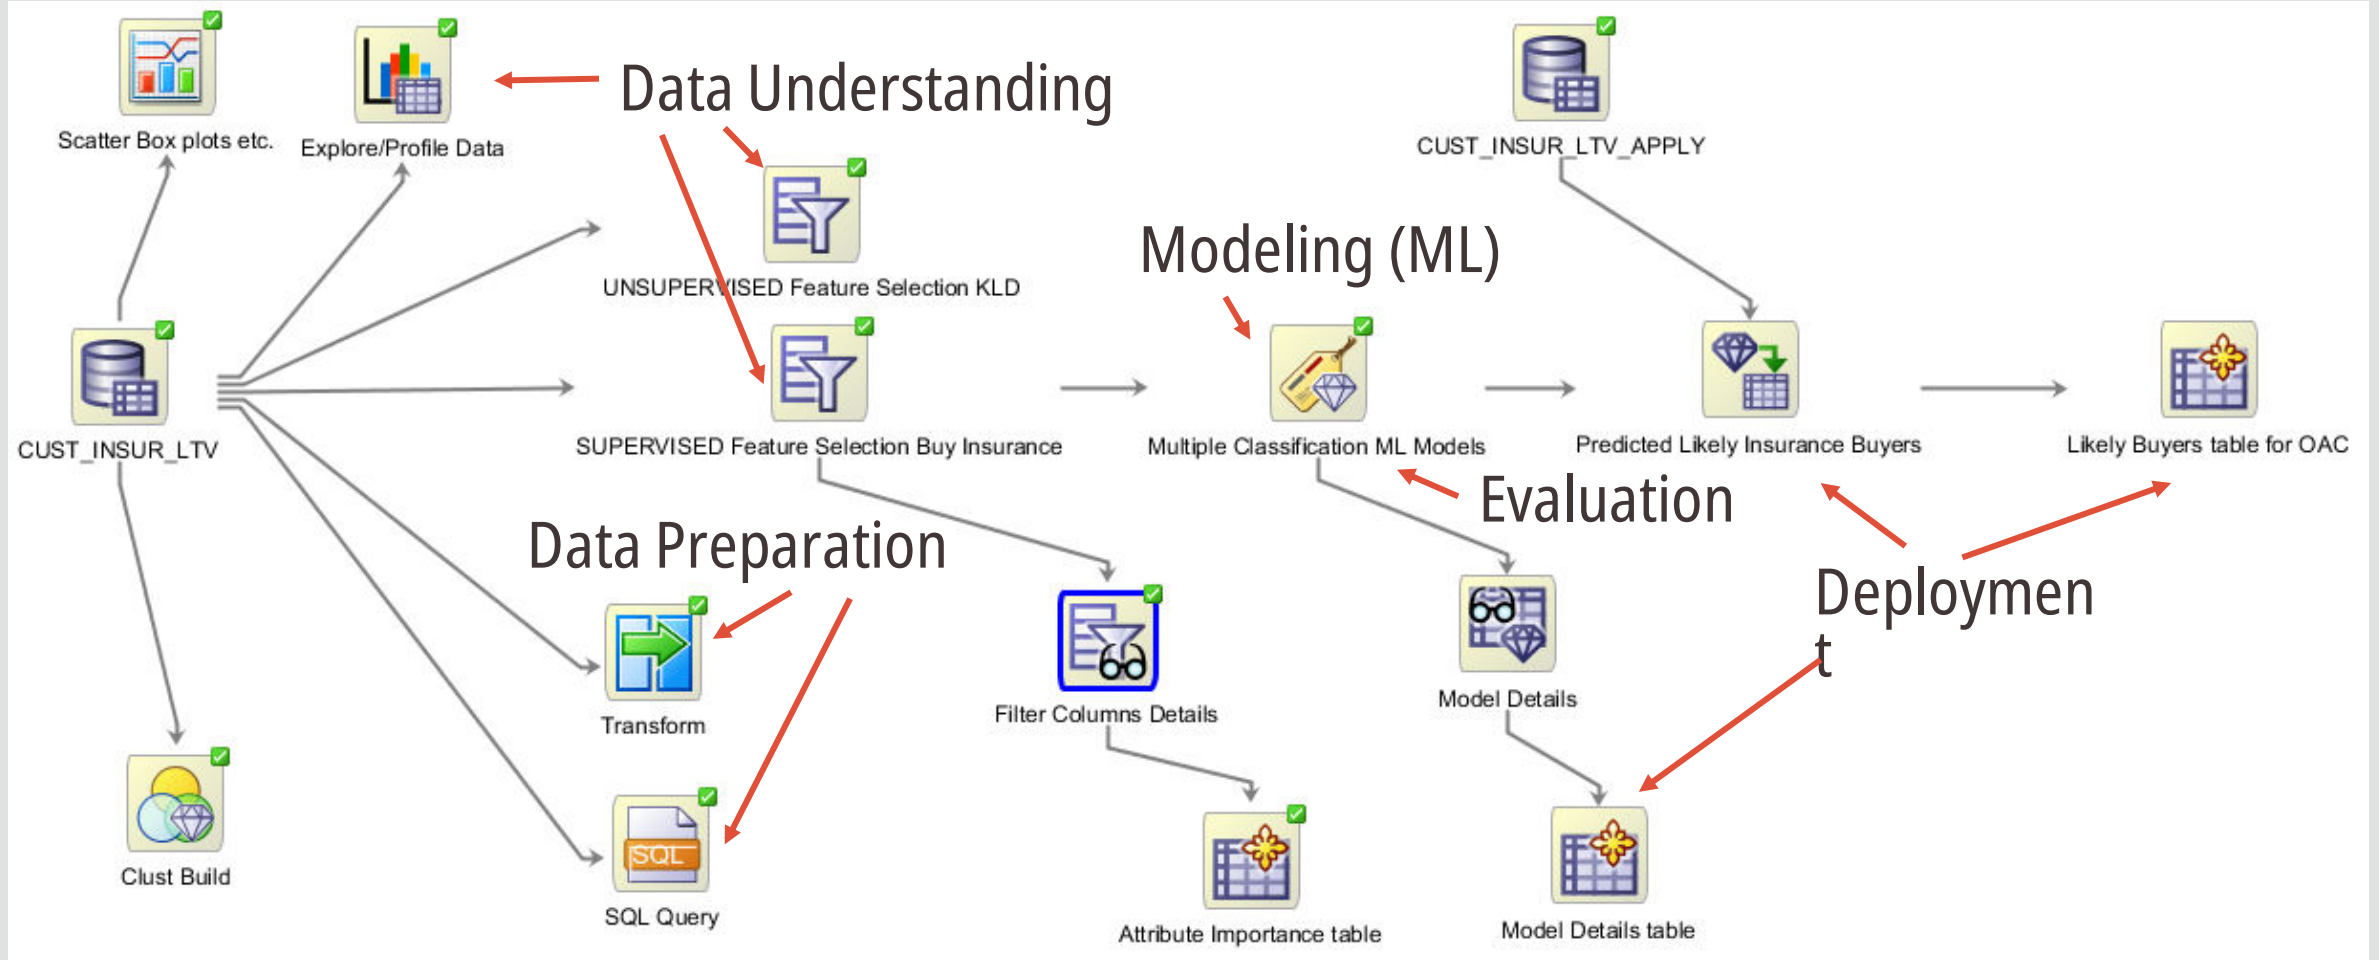 Scatter Box plots etc.
Explore/Profile Data
Data Understanding
CUST_INSUR_LTV_APPLY
UNSUPERVISED Feature Selection KLD
Modeling (ML)
CUST_INSUR_LTV
SUPERVISED Feature Selection Buy Insurance
Multiple Classification ML Models
Predicted Likely Insurance Buyers
Likely Buyers table for OAC
Evaluation
Data Preparation
Deploymen
t
Transform
Filter Columns Details
Model Details
Clust Build
SQL
SQL Query
Attribute Importance table
Model Details table